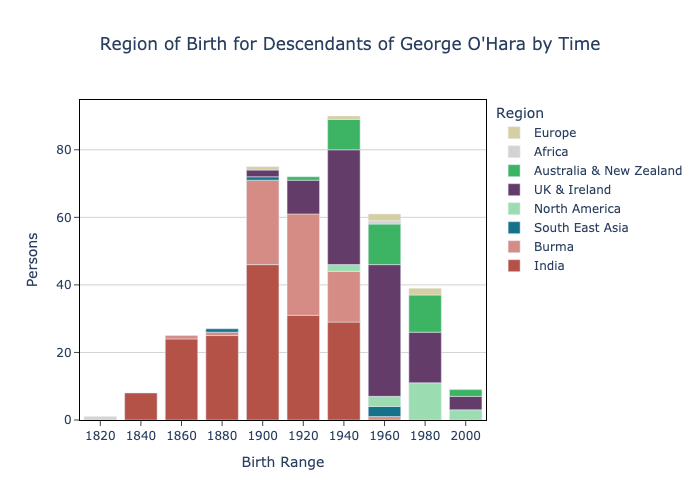 Region of Birth for Descendants of George O'Hara by Time
Region
Europe
Africa
Australia & New Zealand
UK & Ireland
North America
South East Asia
Burma
India
Persons
80
60
40
20
0
1820 1840 1860 1880 1900 1920 1940 1960 1980 2000
Birth Range